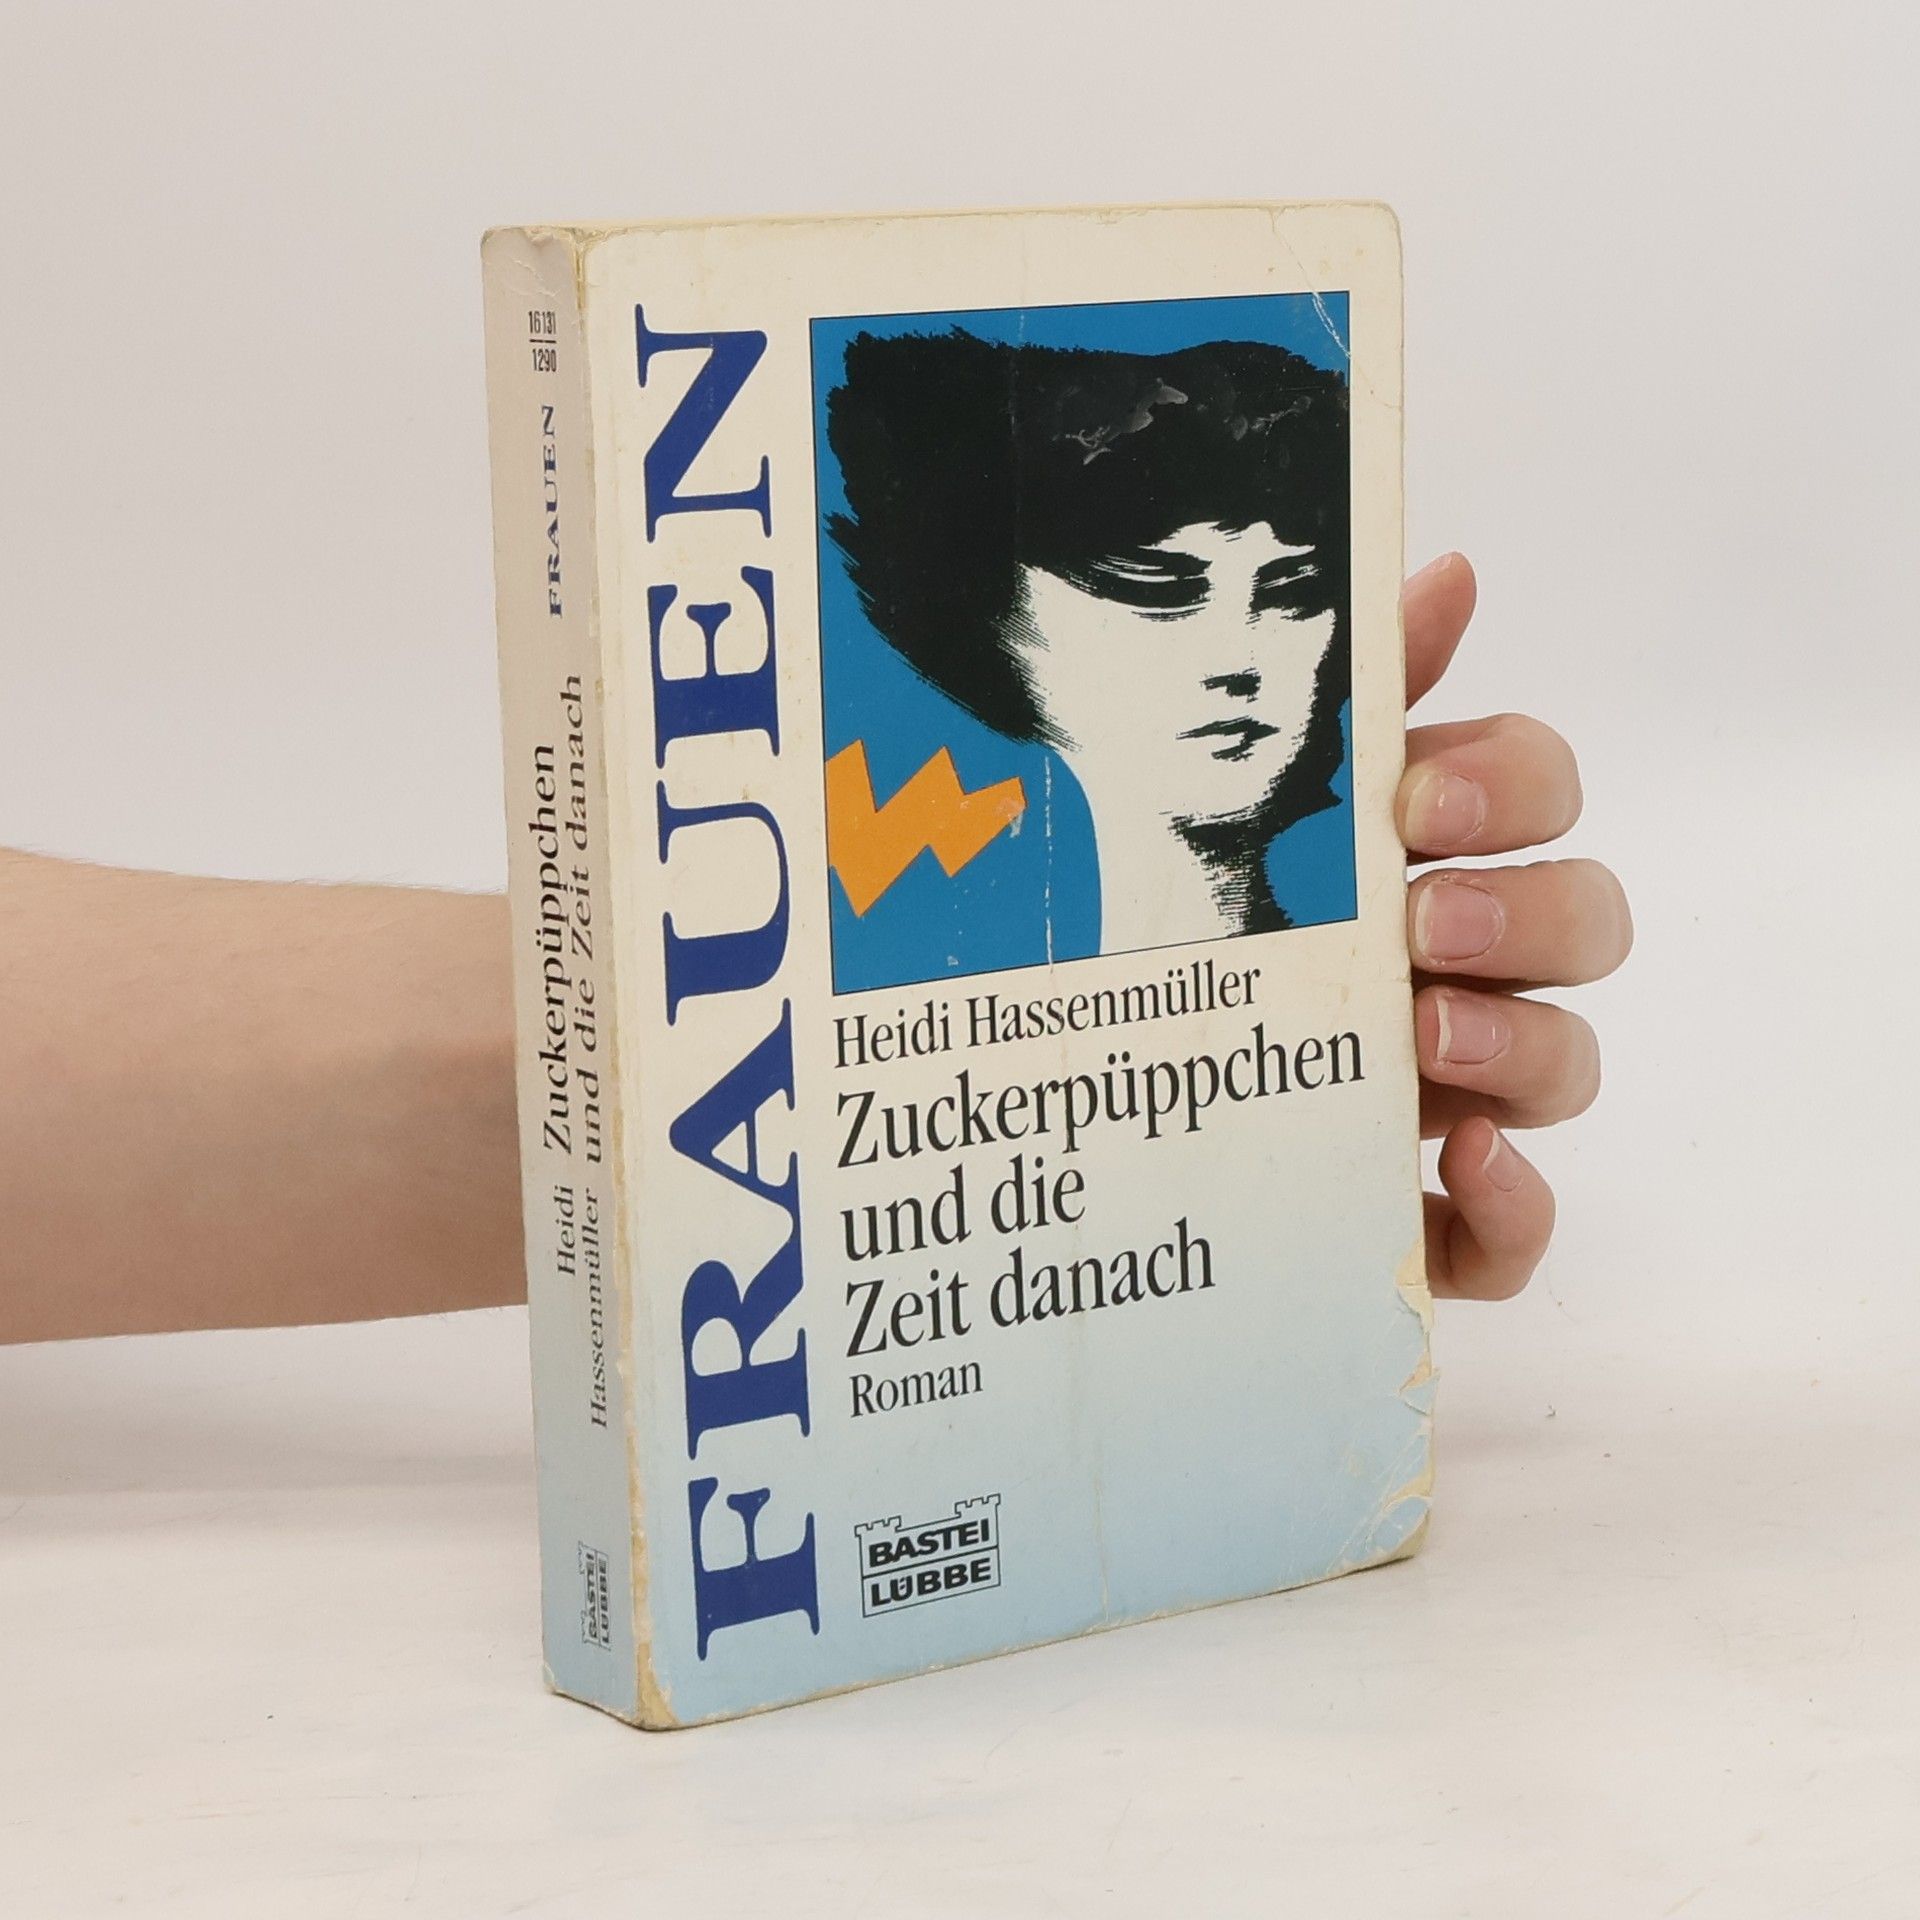 16131
1290
FRAUEN
Heidi
Hassenmüller
Zuckerpüppchen
und die Zeit danach
BASTEI
LÜBBE
FRAUEN
Heidi Hassenmüller
Zuckerpüppchen
und die
Zeit danach
Roman
BASTEI
LÜBBE